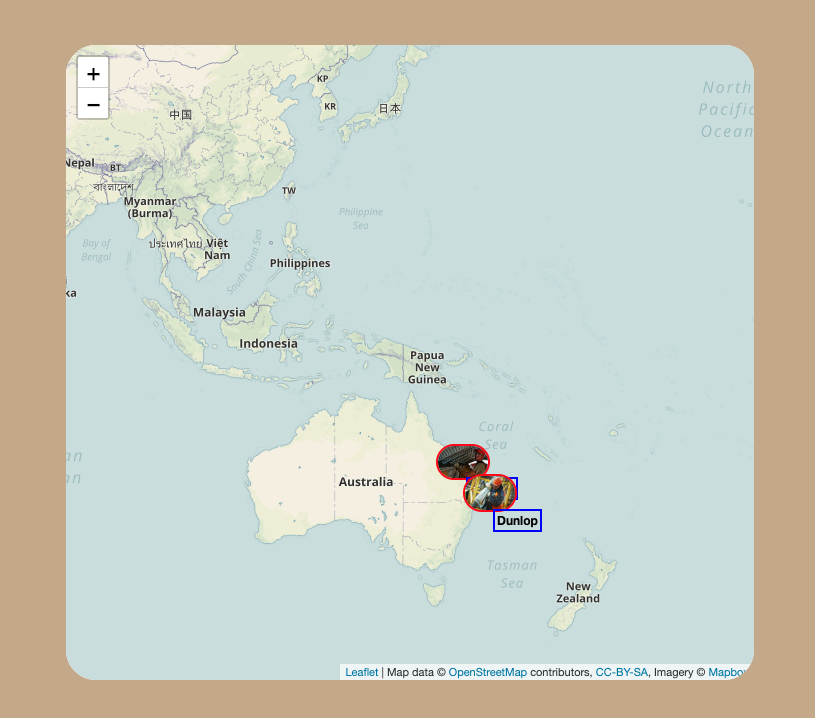 +
−
North
Pacific
Ocean
KP
KR
日本
中国
Nepal
BT
বাংলাদেশ
TW
Myanmar
(Burma)
Philippine
Sea
Bay of
Bengal
ประเทศไทย
Việt
Nam
South China Sea
Philippines
ka
Malaysia
Indonesia
Papua
New
Guinea
Coral
Sea
an
an
Australia
Dunlop
Tasman
Sea
New
Zealand
Leaflet | Map data © OpenStreetMap contributors, CC-BY-SA, Imagery © Mapbo